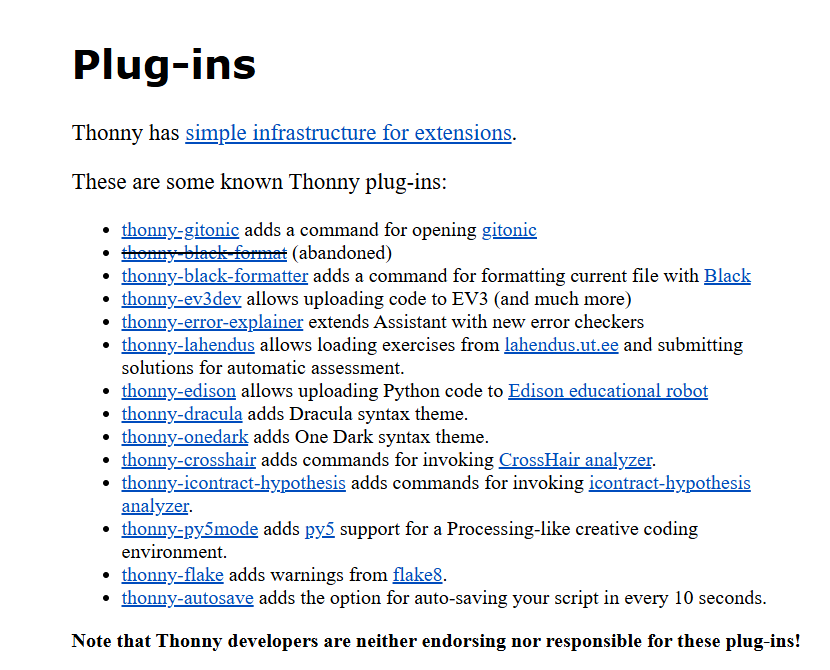 Plug-ins
Thonny has simple infrastructure for extensions.
These are some known Thonny plug-ins:
• thonny-gitonic adds a command for opening gitonic
• thonny-black-format (abandoned)
• thonny-black-formatter adds a command for formatting current file with Black
• thonny-ev3dev allows uploading code to EV3 (and much more)
• thonny-error-explainer extends Assistant with new error checkers
• thonny-lahendus allows loading exercises from lahendus.ut.ee and submitting
solutions for automatic assessment.
• thonny-edison allows uploading Python code to Edison educational robot
• thonny-dracula adds Dracula syntax theme.
• thonny-onedark adds One Dark syntax theme.
• thonny-crosshair adds commands for invoking CrossHair analyzer.
• thonny-icontract-hypothesis adds commands for invoking icontract-hypothesis
analyzer.
• thonny-py5mode adds py5 support for a Processing-like creative coding
environment.
• thonny-flake adds warnings from flake8.
• thonny-autosave adds the option for auto-saving your script in every 10 seconds.
Note that Thonny developers are neither endorsing nor responsible for these plug-ins!